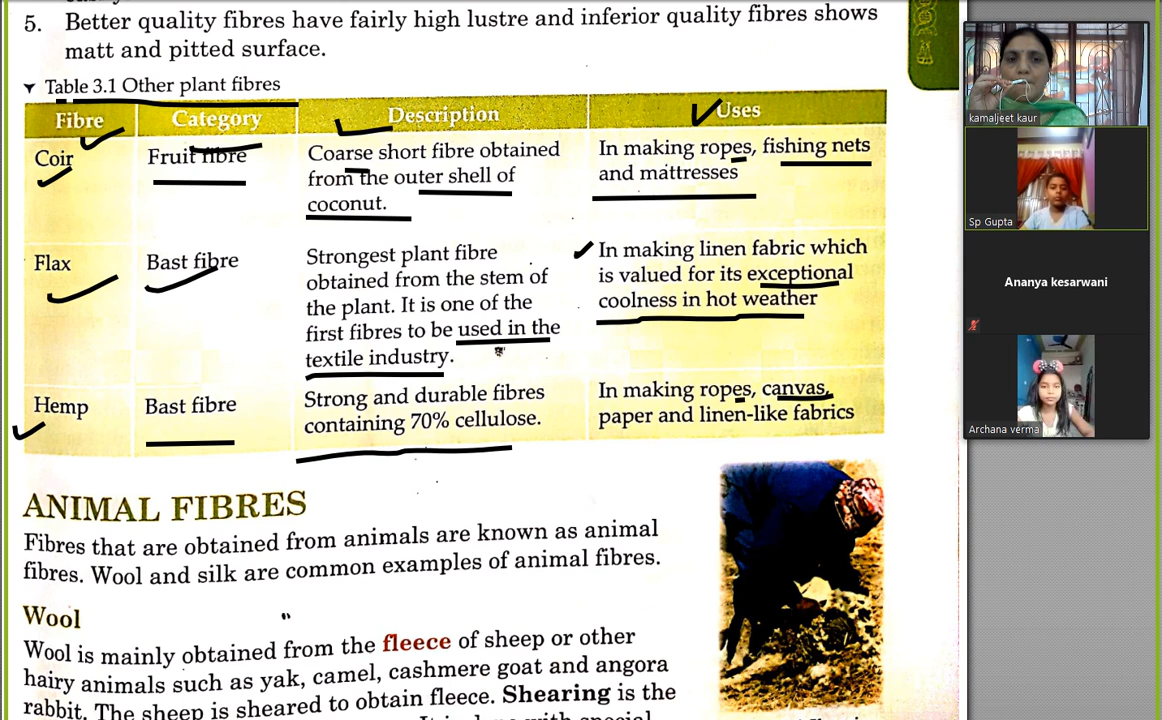 5. Better quality fibres have fairly high lustre and inferior quality fibres shows
matt and pitted surface.
Table 3.1 Other plant fibres
Fibre Category Description Uses
Coir Fruit fibre Coarse short fibre obtained
from the outer shell of
coconut. In making ropes, fishing nets
and mattresses
Flax Bast fibre Strongest plant fibre
obtained from the stem of
the plant. It is one of the
first fibres to be used in the
textile industry. In making linen fabric which
is valued for its exceptional
coolness in hot weather
Hemp Bast fibre Strong and durable fibres
containing 70% cellulose. In making ropes, canvas,
paper and linen-like fabrics
ANIMAL FIBRES
Fibres that are obtained from animals are known as animal
fibres. Wool and silk are common examples of animal fibres.
Wool
Wool is mainly obtained from the fleece of sheep or other
hairy animals such as yak, camel, cashmere goat and angora
rabbit. The sheep is sheared to obtain fleece. Shearing is the
kamaljeet kaur
Sp Gupta
Ananya kesarwani
Archana verma